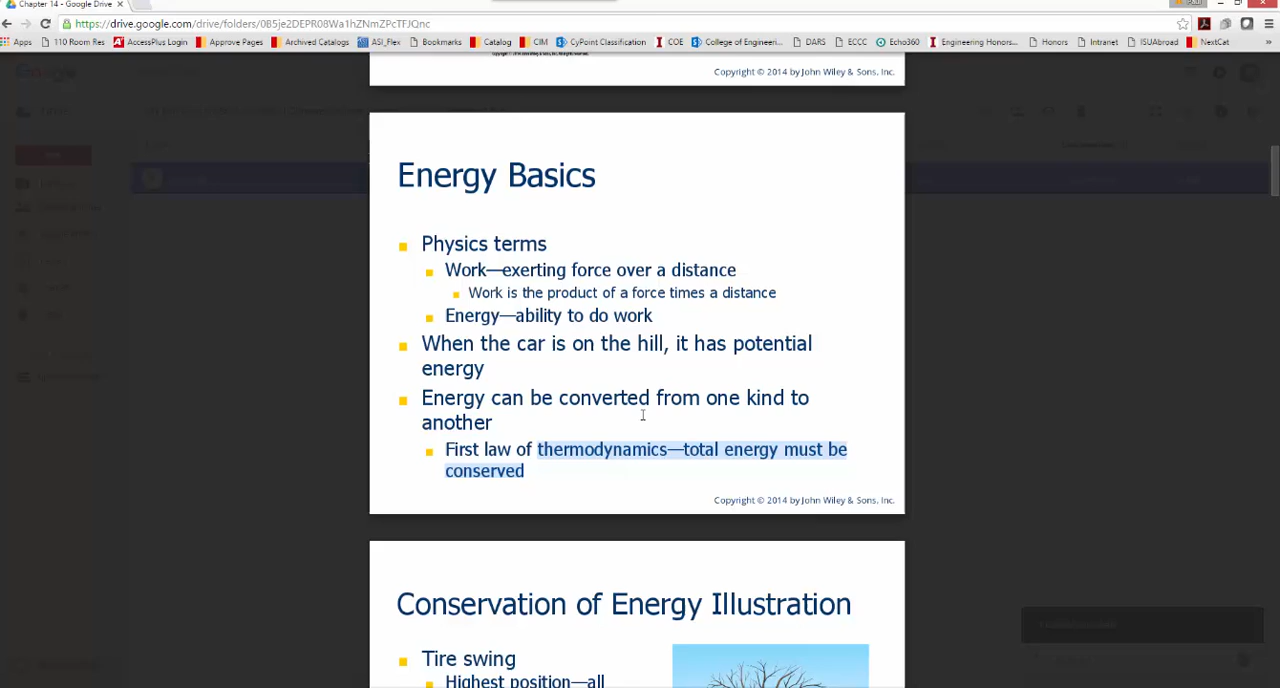 Chapter 14 - Google Drive
https://drive.google.com/drive/folders/0B5je2DEPR08Wa1hZNmZPcTFJQnc
Apps 110 Room Res AccessPlus Login Approve Pages Archived Catalogs ASI_Flex Bookmarks Catalog CIM CyPoint Classification COE College of Engineeri... DARS ECCC Echo360 Engineering Honors... Honors Intranet ISUAbroad NextCat »
Copyright © 2014 by John Wiley & Sons, Inc.
Energy Basics
Physics terms
Work—exerting force over a distance
Work is the product of a force times a distance
Energy—ability to do work
When the car is on the hill, it has potential
energy
Energy can be converted from one kind to
another
First law of thermodynamics—total energy must be
conserved
Copyright © 2014 by John Wiley & Sons, Inc.
Conservation of Energy Illustration
Tire swing
Highest position—all